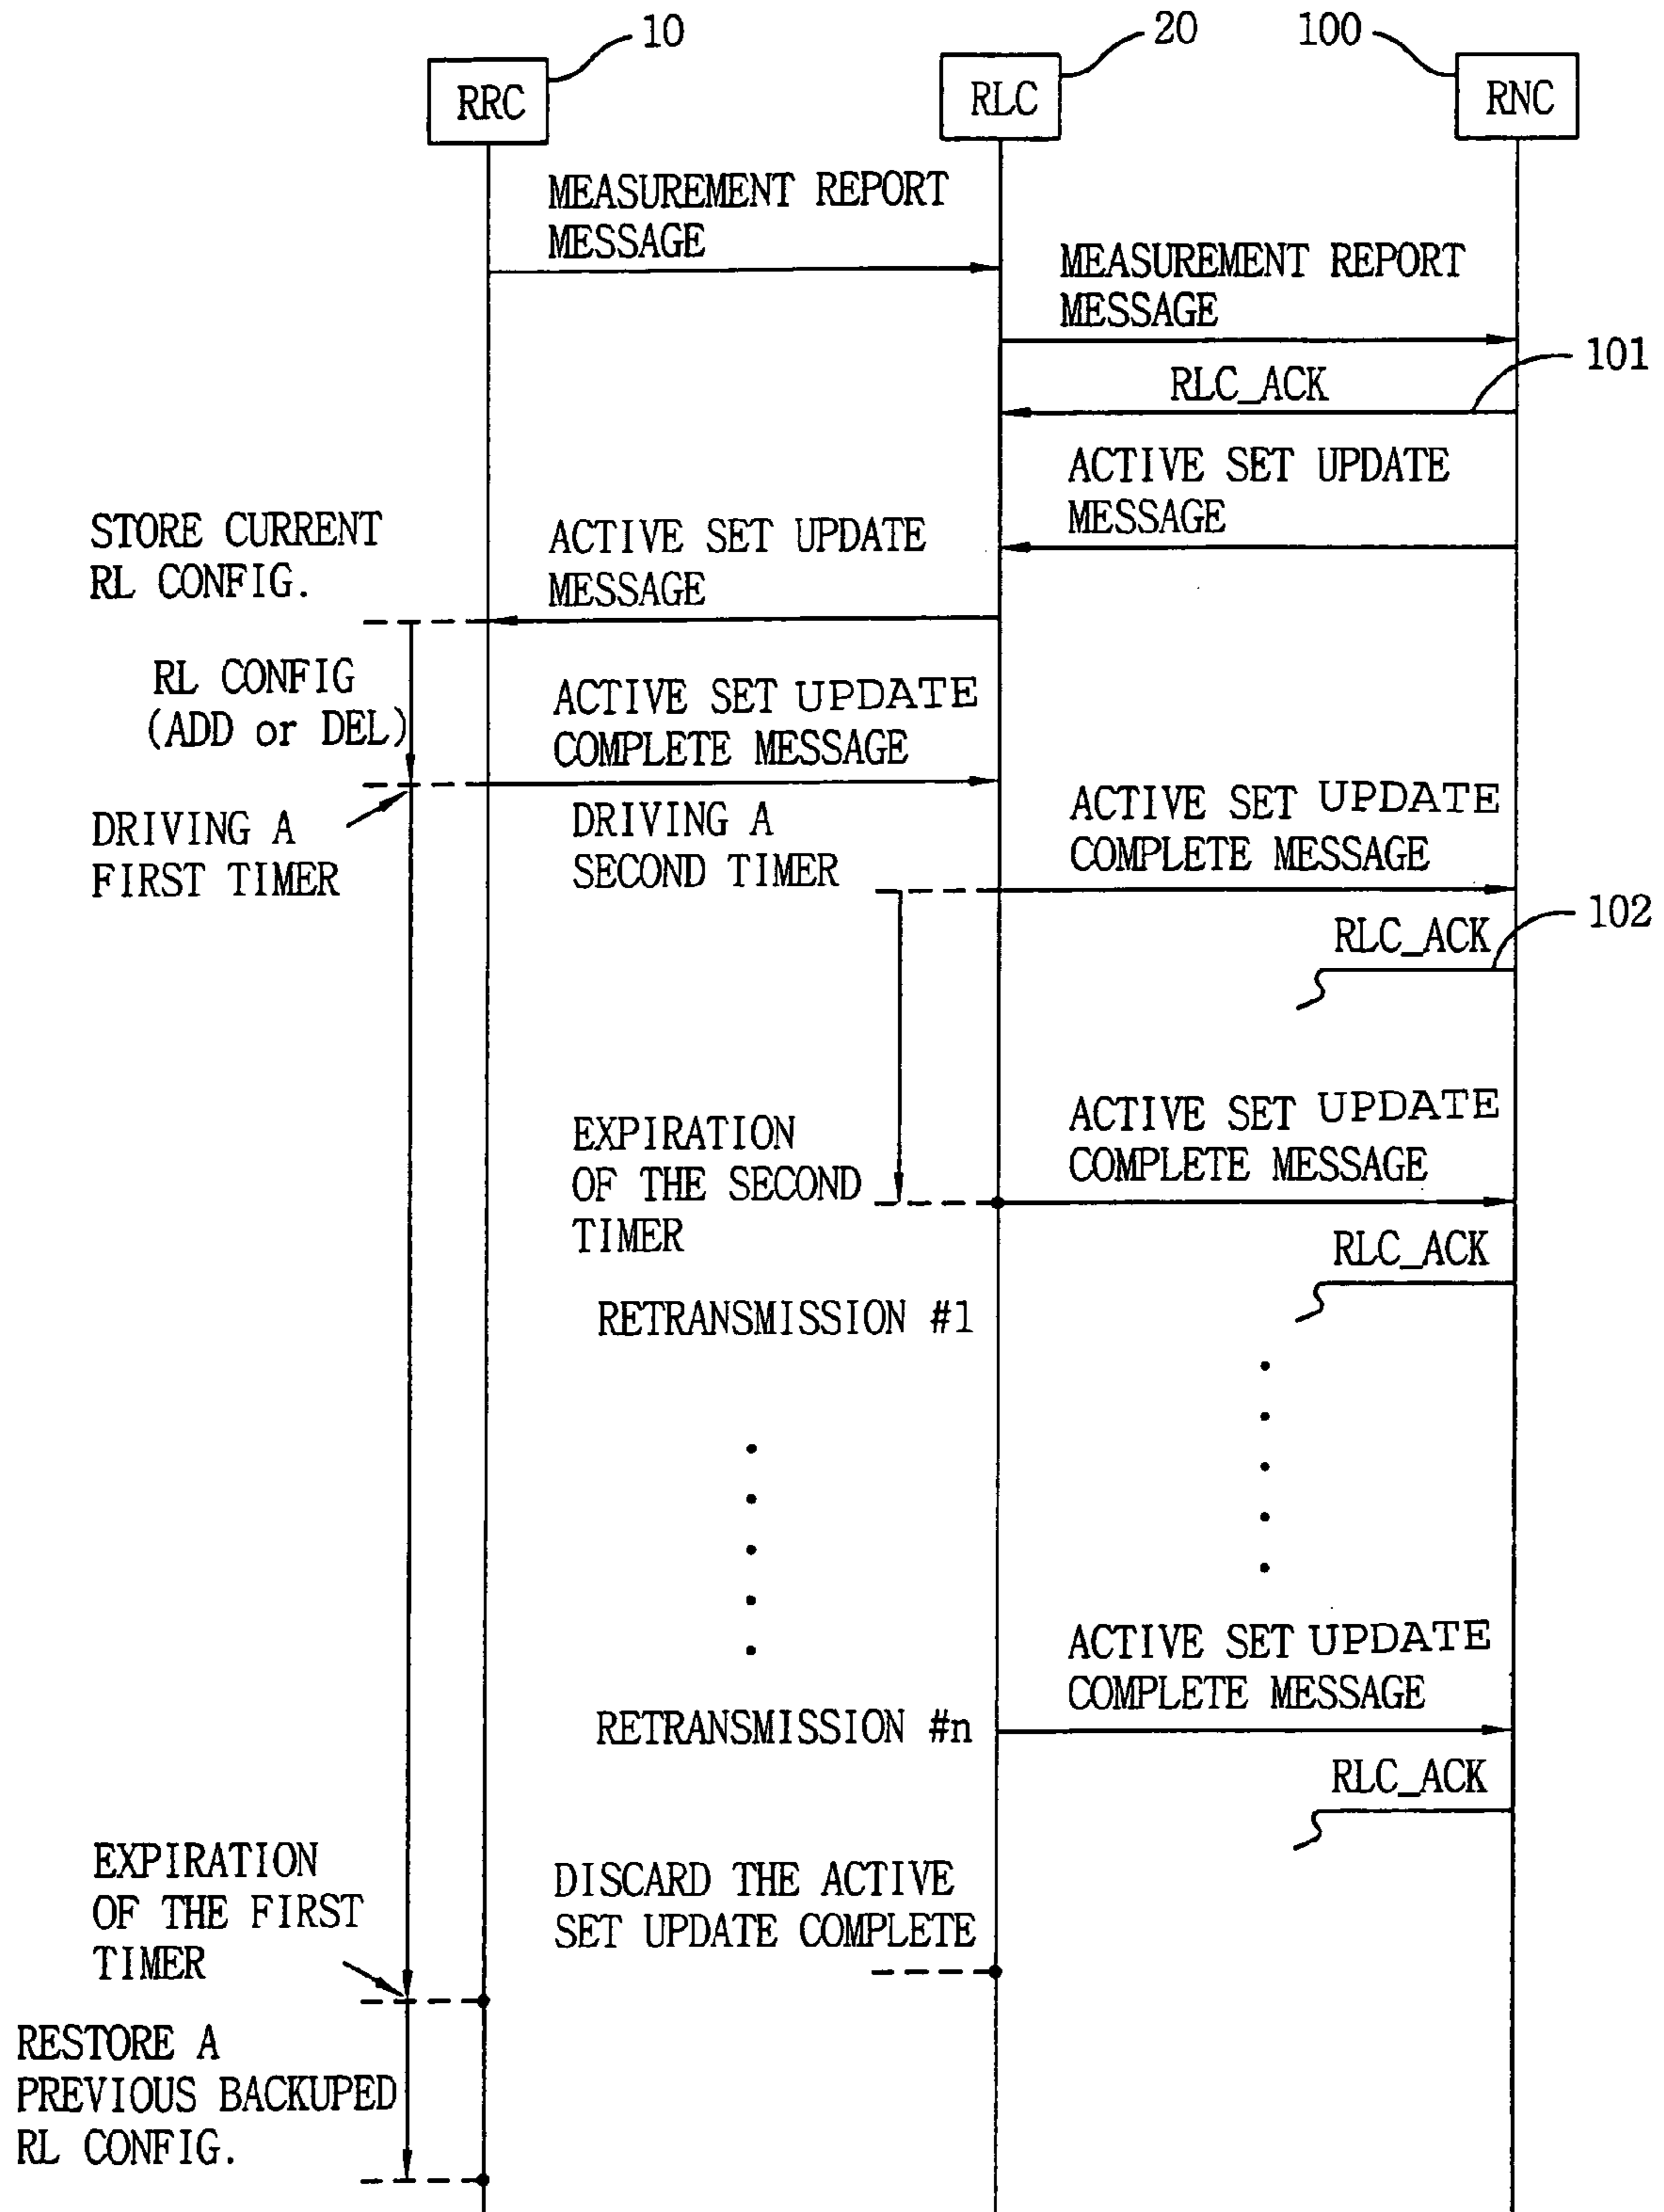 10
20
100
RRC
RLC
RNC
MEASUREMENT REPORT
MESSAGE
MEASUREMENT REPORT
MESSAGE
101
RLC_ACK
ACTIVE SET UPDATE
MESSAGE
STORE CURRENT
RL CONFIG.
ACTIVE SET UPDATE
MESSAGE
RL CONFIG
(ADD or DEL)
ACTIVE SET UPDATE
COMPLETE MESSAGE
DRIVING A
FIRST TIMER
DRIVING A
SECOND TIMER
ACTIVE SET UPDATE
COMPLETE MESSAGE
102
RLC_ACK
EXPIRATION
OF THE SECOND
TIMER
ACTIVE SET UPDATE
COMPLETE MESSAGE
RLC_ACK
RETRANSMISSION #1
ACTIVE SET UPDATE
COMPLETE MESSAGE
RETRANSMISSION #n
RLC_ACK
EXPIRATION
OF THE FIRST
TIMER
DISCARD THE ACTIVE
SET UPDATE COMPLETE
RESTORE A
PREVIOUS BACKUPED
RL CONFIG.